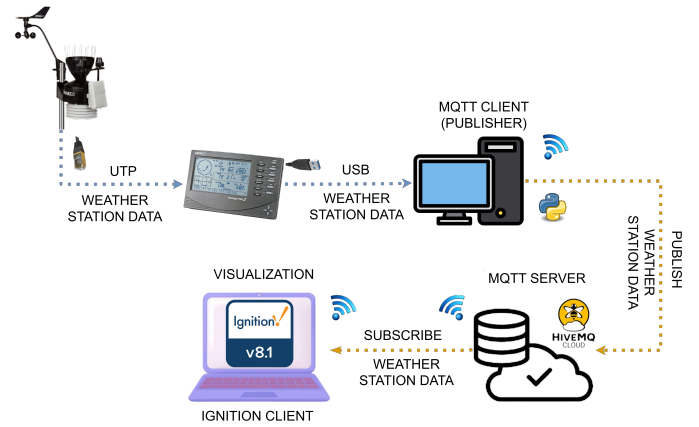 MQTT CLIENT
(PUBLISHER)
UTP
WEATHER
STATION DATA
USB
WEATHER
STATION DATA
PUBLISH
WEATHER
STATION DATA
VISUALIZATION
MQTT SERVER
Ignition!
v8.1
SUBSCRIBE
WEATHER
STATION DATA
HIVEMQ
CLOUD
IGNITION CLIENT